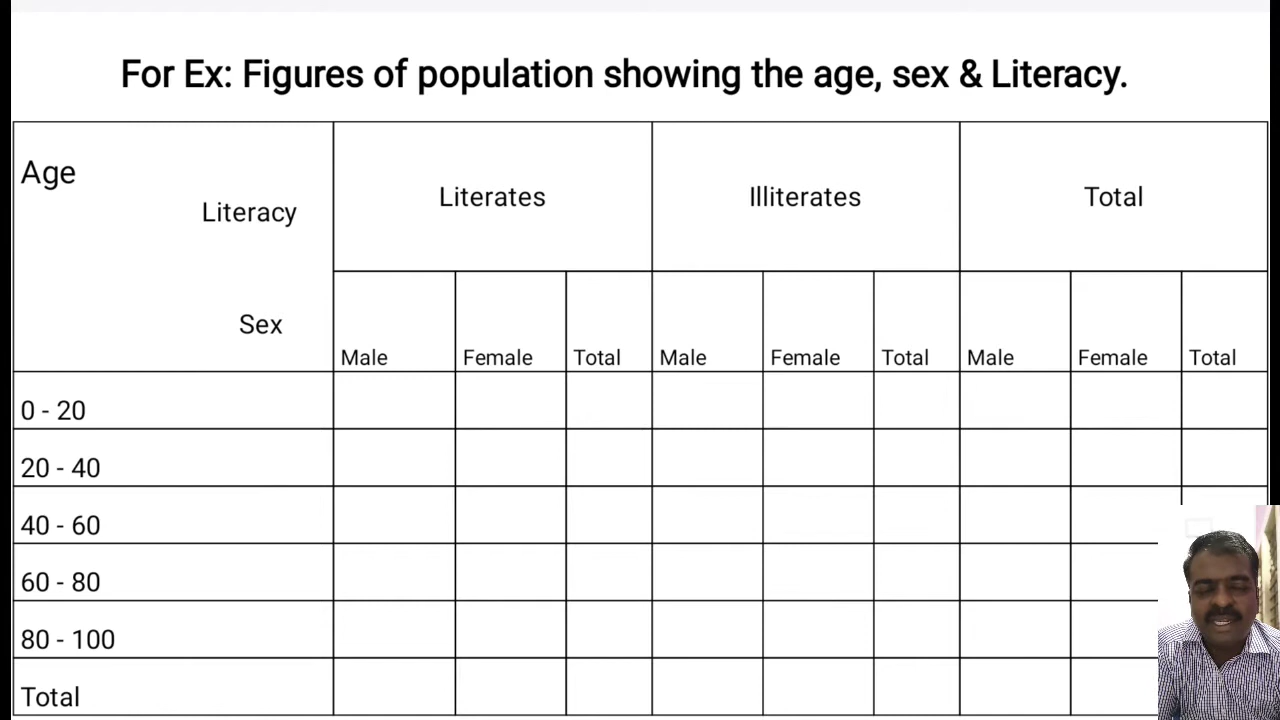 For Ex: Figures of population showing the age, sex & Literacy.
Age
Literacy
Sex
Literates Illiterates Total
Male Female Total Male Female Total Male Female Total
0 - 20
20 - 40
40 - 60
60 - 80
80 - 100
Total